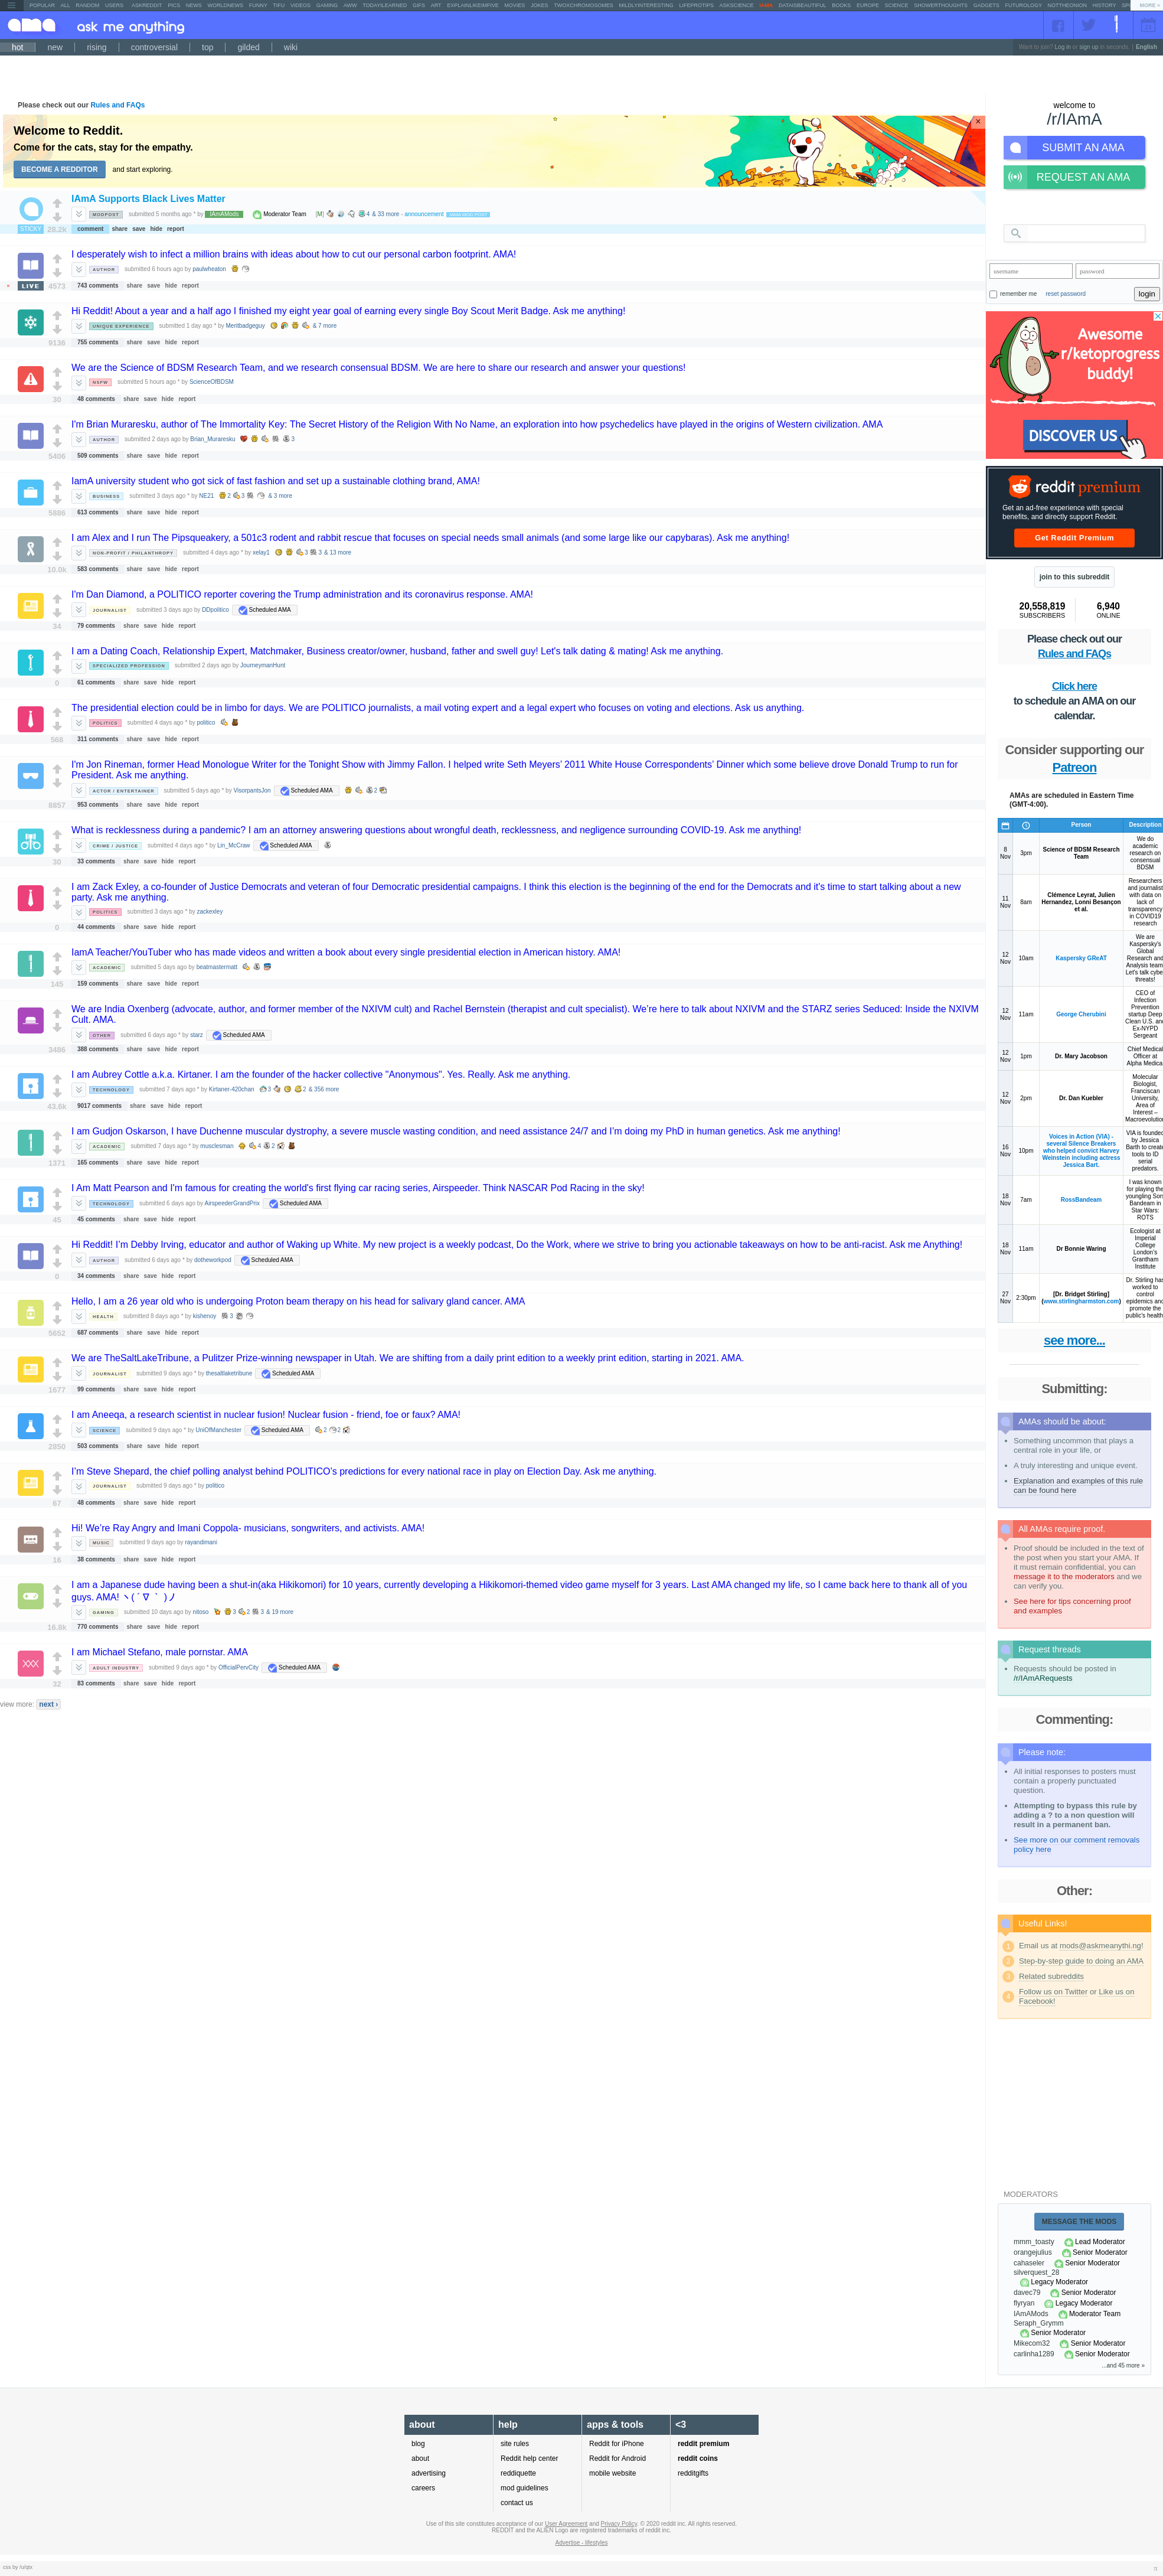 POPULAR ALL RANDOM USERS ASKREDDIT PICS NEWS WORLDNEWS FUNNY TIFU VIDEOS GAMING AWW TODAYILEARNED GIFS ART EXPLAINLIKEIMFIVE MOVIES JOKES TWOXCHROMOSOMES MILDLYINTERESTING LIFEPROTIPS ASKSCIENCE IAMA DATAISBEAUTIFUL BOOKS EUROPE SCIENCE SHOWERTHOUGHTS GADGETS FUTUROLOGY NOTTHEONION HISTORY MORE »
ama ask me anything
hot new rising controversial top gilded wiki
Want to join? Log in or sign up in seconds. | English
Please check out our Rules and FAQs
Welcome to Reddit.
Come for the cats, stay for the empathy.
BECOME A REDDITOR and start exploring.
IAmA Supports Black Lives Matter
MODPOST submitted 5 months ago * by IAmAMods Moderator Team [M] 4 & 33 more - announcement
STICKY 28.2k comment share save hide report
I desperately wish to infect a million brains with ideas about how to cut our personal carbon footprint. AMA!
AUTHOR submitted 6 hours ago by paulwheaton
LIVE 4573 743 comments share save hide report
Hi Reddit! About a year and a half ago I finished my eight year goal of earning every single Boy Scout Merit Badge. Ask me anything!
UNIQUE EXPERIENCE submitted 1 day ago * by Meritbadgeguy & 7 more
9136 755 comments share save hide report
We are the Science of BDSM Research Team, and we research consensual BDSM. We are here to share our research and answer your questions!
NSFW submitted 5 hours ago * by ScienceOfBDSM
30 48 comments share save hide report
I'm Brian Muraresku, author of The Immortality Key: The Secret History of the Religion With No Name, an exploration into how psychedelics have played in the origins of Western civilization. AMA
AUTHOR submitted 2 days ago by Brian_Muraresku 3
5406 509 comments share save hide report
IamA university student who got sick of fast fashion and set up a sustainable clothing brand, AMA!
BUSINESS submitted 3 days ago * by NE21 2 3 & 3 more
5886 613 comments share save hide report
I am Alex and I run The Pipsqueakery, a 501c3 rodent and rabbit rescue that focuses on special needs small animals (and some large like our capybaras). Ask me anything!
NON-PROFIT / PHILANTHROPY submitted 4 days ago * by xelay1 3 3 & 13 more
10.0k 583 comments share save hide report
I'm Dan Diamond, a POLITICO reporter covering the Trump administration and its coronavirus response. AMA!
JOURNALIST submitted 3 days ago by DDpolitico Scheduled AMA
34 79 comments share save hide report
I am a Dating Coach, Relationship Expert, Matchmaker, Business creator/owner, husband, father and swell guy! Let's talk dating & mating! Ask me anything.
SPECIALIZED PROFESSION submitted 2 days ago by JourneymanHunt
0 61 comments share save hide report
The presidential election could be in limbo for days. We are POLITICO journalists, a mail voting expert and a legal expert who focuses on voting and elections. Ask us anything.
POLITICS submitted 4 days ago * by politico
568 311 comments share save hide report
I'm Jon Rineman, former Head Monologue Writer for the Tonight Show with Jimmy Fallon. I helped write Seth Meyers' 2011 White House Correspondents' Dinner which some believe drove Donald Trump to run for
President. Ask me anything.
ACTOR / ENTERTAINER submitted 5 days ago * by VisorpantsJon Scheduled AMA 2
8857 953 comments share save hide report
What is recklessness during a pandemic? I am an attorney answering questions about wrongful death, recklessness, and negligence surrounding COVID-19. Ask me anything!
CRIME / JUSTICE submitted 4 days ago * by Lin_McCraw Scheduled AMA
30 33 comments share save hide report
I am Zack Exley, a co-founder of Justice Democrats and veteran of four Democratic presidential campaigns. I think this election is the beginning of the end for the Democrats and it's time to start talking about a new
party. Ask me anything.
POLITICS submitted 3 days ago * by zackexley
0 44 comments share save hide report
IamA Teacher/YouTuber who has made videos and written a book about every single presidential election in American history. AMA!
ACADEMIC submitted 5 days ago by beatmastermatt
145 159 comments share save hide report
We are India Oxenberg (advocate, author, and former member of the NXIVM cult) and Rachel Bernstein (therapist and cult specialist). We're here to talk about NXIVM and the STARZ series Seduced: Inside the NXIVM
Cult. AMA.
OTHER submitted 6 days ago * by starz Scheduled AMA
3486 388 comments share save hide report
I am Aubrey Cottle a.k.a. Kirtaner. I am the founder of the hacker collective "Anonymous". Yes. Really. Ask me anything.
TECHNOLOGY submitted 7 days ago * by Kirtaner-420chan 3 2 & 356 more
43.6k 9017 comments share save hide report
I am Gudjon Oskarson, I have Duchenne muscular dystrophy, a severe muscle wasting condition, and need assistance 24/7 and I'm doing my PhD in human genetics. Ask me anything!
ACADEMIC submitted 7 days ago * by musclesman 4 2
1371 165 comments share save hide report
I Am Matt Pearson and I'm famous for creating the world's first flying car racing series, Airspeeder. Think NASCAR Pod Racing in the sky!
TECHNOLOGY submitted 6 days ago by AirspeederGrandPrix Scheduled AMA
45 45 comments share save hide report
Hi Reddit! I'm Debby Irving, educator and author of Waking up White. My new project is a weekly podcast, Do the Work, where we strive to bring you actionable takeaways on how to be anti-racist. Ask me Anything!
AUTHOR submitted 6 days ago by dotheworkpod Scheduled AMA
0 34 comments share save hide report
Hello, I am a 26 year old who is undergoing Proton beam therapy on his head for salivary gland cancer. AMA
HEALTH submitted 8 days ago * by kishenoy 3
5652 687 comments share save hide report
We are TheSaltLakeTribune, a Pulitzer Prize-winning newspaper in Utah. We are shifting from a daily print edition to a weekly print edition, starting in 2021. AMA.
JOURNALIST submitted 9 days ago * by thesaltlaketribune Scheduled AMA
1677 99 comments share save hide report
I am Aneeqa, a research scientist in nuclear fusion! Nuclear fusion - friend, foe or faux? AMA!
SCIENCE submitted 9 days ago * by UniOfManchester Scheduled AMA 2 2
2850 503 comments share save hide report
I'm Steve Shepard, the chief polling analyst behind POLITICO's predictions for every national race in play on Election Day. Ask me anything.
JOURNALIST submitted 9 days ago * by politico
67 48 comments share save hide report
Hi! We're Ray Angry and Imani Coppola- musicians, songwriters, and activists. AMA!
MUSIC submitted 9 days ago by rayandimani
16 38 comments share save hide report
I am a Japanese dude having been a shut-in(aka Hikikomori) for 10 years, currently developing a Hikikomori-themed video game myself for 3 years. Last AMA changed my life, so I came back here to thank all of you
guys. AMA! ヽ( ´ ∇ ｀ )ノ
GAMING submitted 10 days ago by nitoso 3 2 3 & 19 more
16.8k 770 comments share save hide report
I am Michael Stefano, male pornstar. AMA
ADULT INDUSTRY submitted 9 days ago * by OfficialPervCity Scheduled AMA
32 83 comments share save hide report
view more: next ›
welcome to
/r/IAmA
SUBMIT AN AMA
REQUEST AN AMA
username password
remember me reset password login
Awesome
r/ketoprogress
buddy!
DISCOVER US
reddit premium
Get an ad-free experience with special
benefits, and directly support Reddit.
Get Reddit Premium
join to this subreddit
20,558,819 6,940
SUBSCRIBERS ONLINE
Please check out our
Rules and FAQs
Click here
to schedule an AMA on our
calendar.
Consider supporting our
Patreon
AMAs are scheduled in Eastern Time
(GMT-4:00).
Person Description
8 Nov 3pm Science of BDSM Research Team We do academic research on consensual BDSM
11 Nov 8am Clémence Leyrat, Julien Hernandez, Lonni Besançon et al. Researchers and journalist with data on lack of transparency in COVID19 research
12 Nov 10am Kaspersky GReAT We are Kaspersky's Global Research and Analysis team Let's talk cyber threats!
12 Nov 11am George Cherubini CEO of Infection Prevention startup Deep Clean U.S. and Ex-NYPD Sergeant
12 Nov 1pm Dr. Mary Jacobson Chief Medical Officer at Alpha Medical
12 Nov 2pm Dr. Dan Kuebler Molecular Biologist, Franciscan University, Area of Interest – Macroevolution
16 Nov 10pm Voices in Action (VIA) - several Silence Breakers who helped convict Harvey Weinstein including actress Jessica Bart. VIA is founded by Jessica Barth to create tools to ID serial predators.
18 Nov 7am RossBandeam I was known for playing the youngling Sors Bandeam in Star Wars: ROTS
18 Nov 11am Dr Bonnie Waring Ecologist at Imperial College London's Grantham Institute
27 Nov 2:30pm [Dr. Bridget Stirling] (www.stirlingharmston.com) Dr. Stirling has worked to control epidemics and promote the public's health
see more...
Submitting:
AMAs should be about:
Something uncommon that plays a
central role in your life, or
A truly interesting and unique event.
Explanation and examples of this rule
can be found here
All AMAs require proof.
Proof should be included in the text of
the post when you start your AMA. If
it must remain confidential, you can
message it to the moderators and we
can verify you.
See here for tips concerning proof
and examples
Request threads
Requests should be posted in
/r/IAmARequests
Commenting:
Please note:
All initial responses to posters must
contain a properly punctuated
question.
Attempting to bypass this rule by
adding a ? to a non question will
result in a permanent ban.
See more on our comment removals
policy here
Other:
Useful Links!
1 Email us at mods@askmeanythi.ng!
2 Step-by-step guide to doing an AMA
3 Related subreddits
4 Follow us on Twitter or Like us on
Facebook!
MODERATORS
MESSAGE THE MODS
mmm_toasty Lead Moderator
orangejulius Senior Moderator
cahaseler Senior Moderator
silverquest_28
Legacy Moderator
davec79 Senior Moderator
flyryan Legacy Moderator
IAmAMods Moderator Team
Seraph_Grymm
Senior Moderator
Mikecom32 Senior Moderator
carlinha1289 Senior Moderator
...and 45 more »
about help apps & tools <3
blog site rules Reddit for iPhone reddit premium
about Reddit help center Reddit for Android reddit coins
advertising reddiquette mobile website redditgifts
careers mod guidelines
contact us
Use of this site constitutes acceptance of our User Agreement and Privacy Policy. © 2020 reddit inc. All rights reserved.
REDDIT and the ALIEN Logo are registered trademarks of reddit inc.
Advertise - lifestyles
css by /u/qtx
π